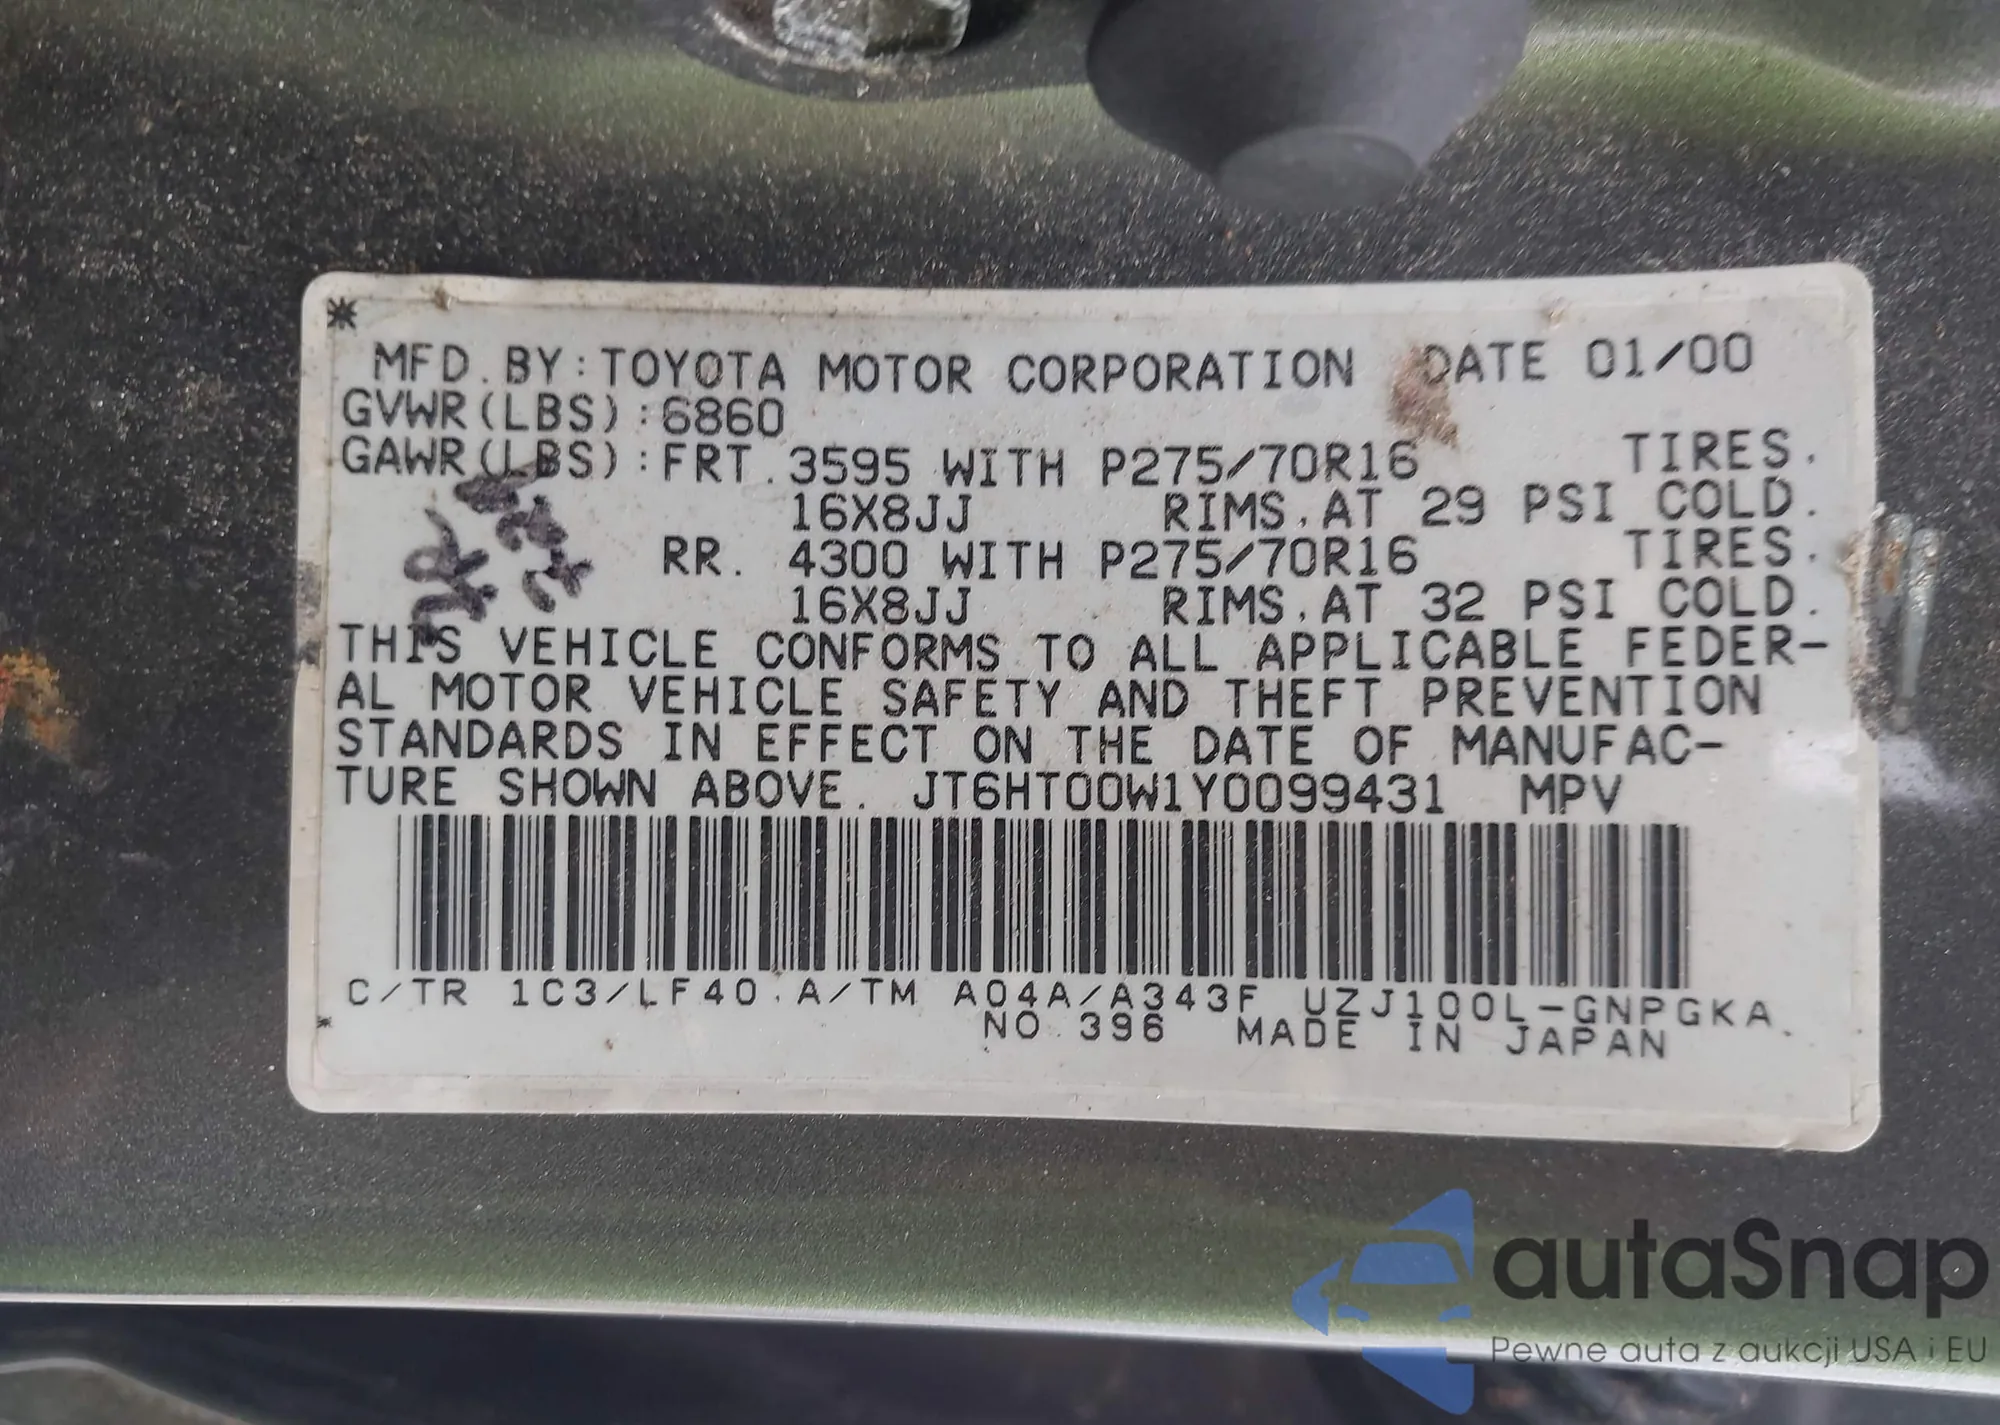 MFD. BY: TOYOTA MOTOR CORPORATION DATE 01/00
GVWR(LBS):6860
GAWR(LBS):FRT. 3595 WITH P275/70R16 TIRES.
16X8JJ RIMS. AT 29 PSI COLD.
RR. 4300 WITH P275/70R16 TIRES.
16X8JJ RIMS. AT 32 PSI COLD.
THIS VEHICLE CONFORMS TO ALL APPLICABLE FEDER-
AL MOTOR VEHICLE SAFETY AND THEFT PREVENTION
STANDARDS IN EFFECT ON THE DATE OF MANUFAC-
TURE SHOWN ABOVE. JT6HT00W1Y0099431 MPV
C/TR 1C3/LF40. A/TM A04A/A343F UZJ100L-GNPGKA.
NO. 396 MADE IN JAPAN
autaSnap
Pewne auta z aukcji USA i EU